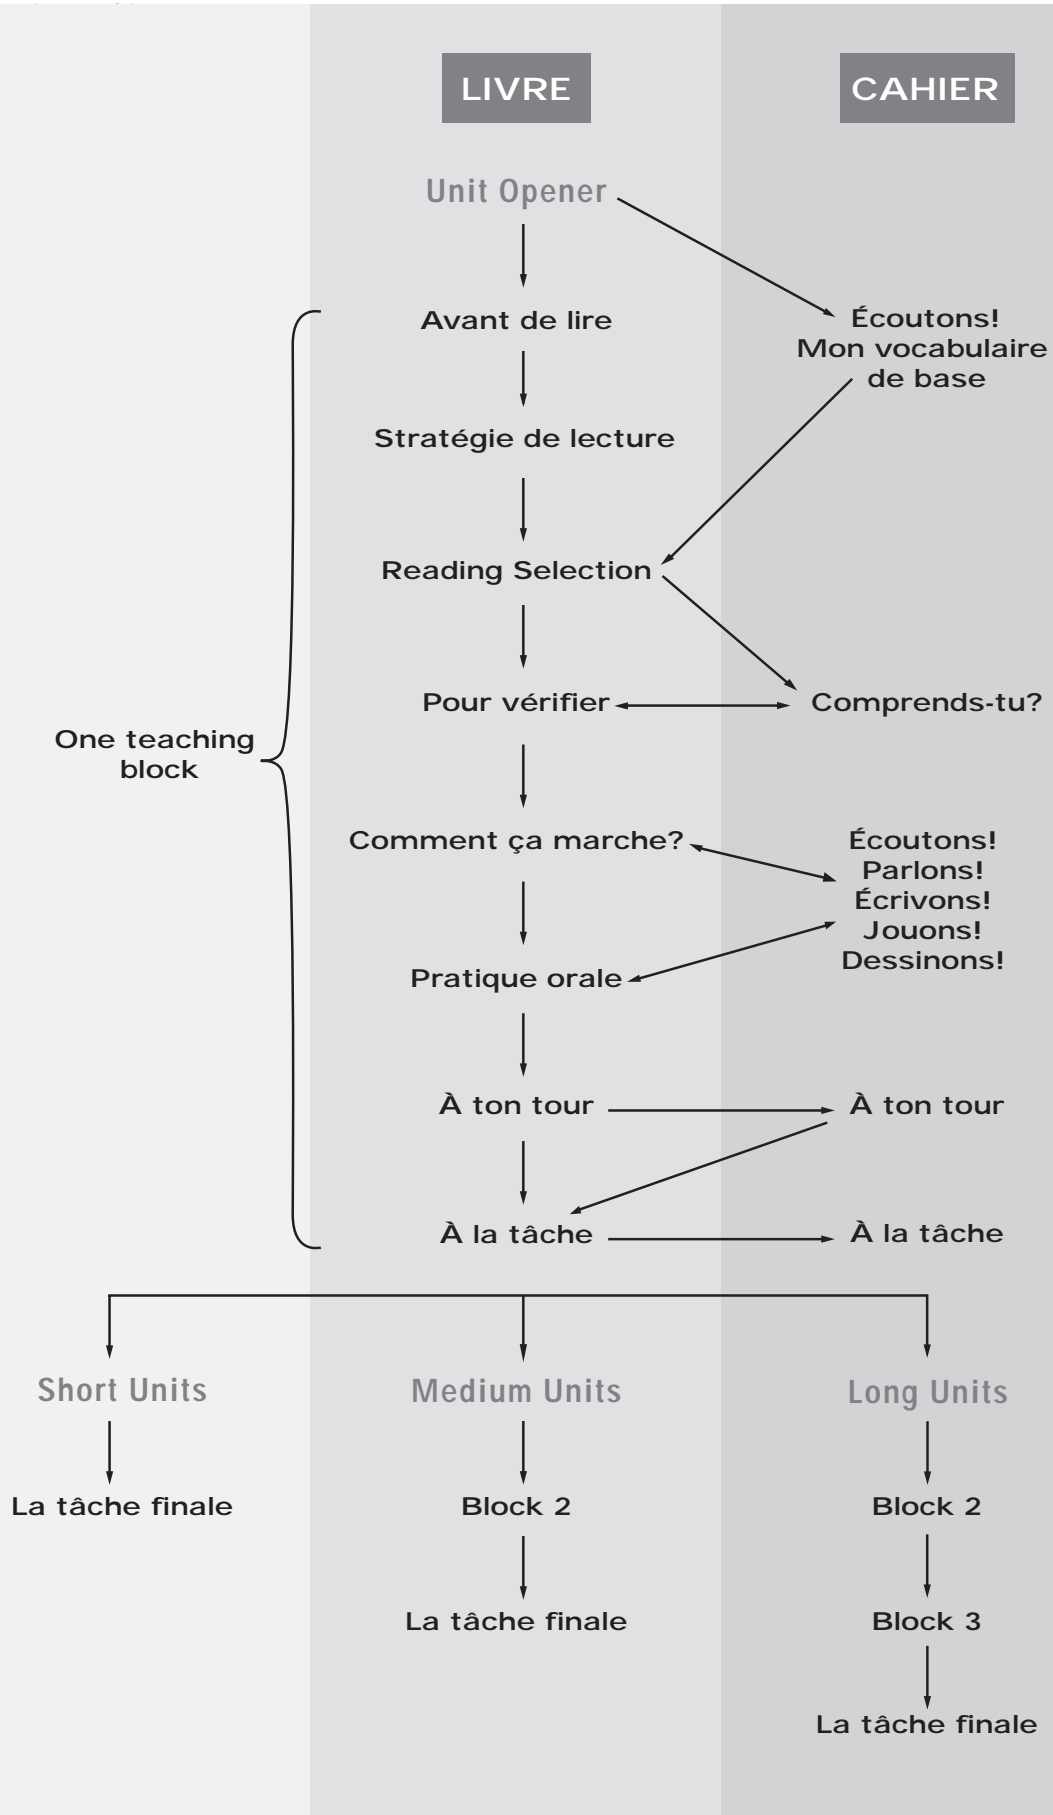 LIVRE
CAHIER
Unit Opener
Avant de lire
Écoutons!
Mon vocabulaire
de base
Stratégie de lecture
Reading Selection
Pour vérifier
Comprends-tu?
One teaching
block
Comment ça marche?
Écoutons!
Parlons!
Écrivons!
Jouons!
Dessinons!
Pratique orale
À ton tour
À ton tour
À la tâche
À la tâche
Short Units
Medium Units
Long Units
La tâche finale
Block 2
Block 2
La tâche finale
Block 3
La tâche finale